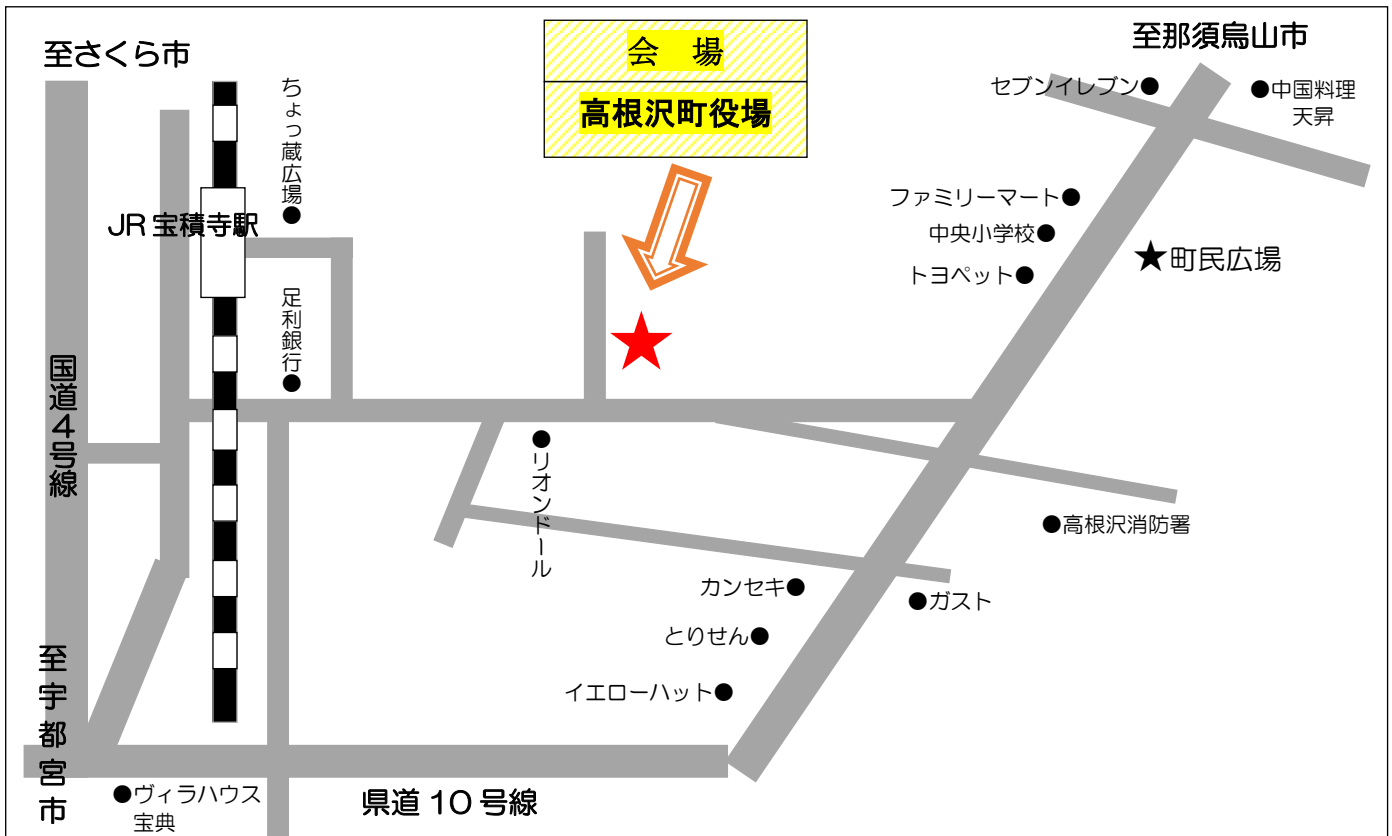 至さくら市
会　場
高根沢町役場
至那須烏山市
セブンイレブン●
●中国料理
天昇
ちょっ蔵広場●
JR宝積寺駅
ファミリーマート●
中央小学校●
トヨペット●
★町民広場
足利銀行●
国道４号線
●リオンドール
●高根沢消防署
カンセキ●
●ガスト
とりせん●
イエローハット●
至宇都宮市
●ヴィラハウス
宝典
県道10号線